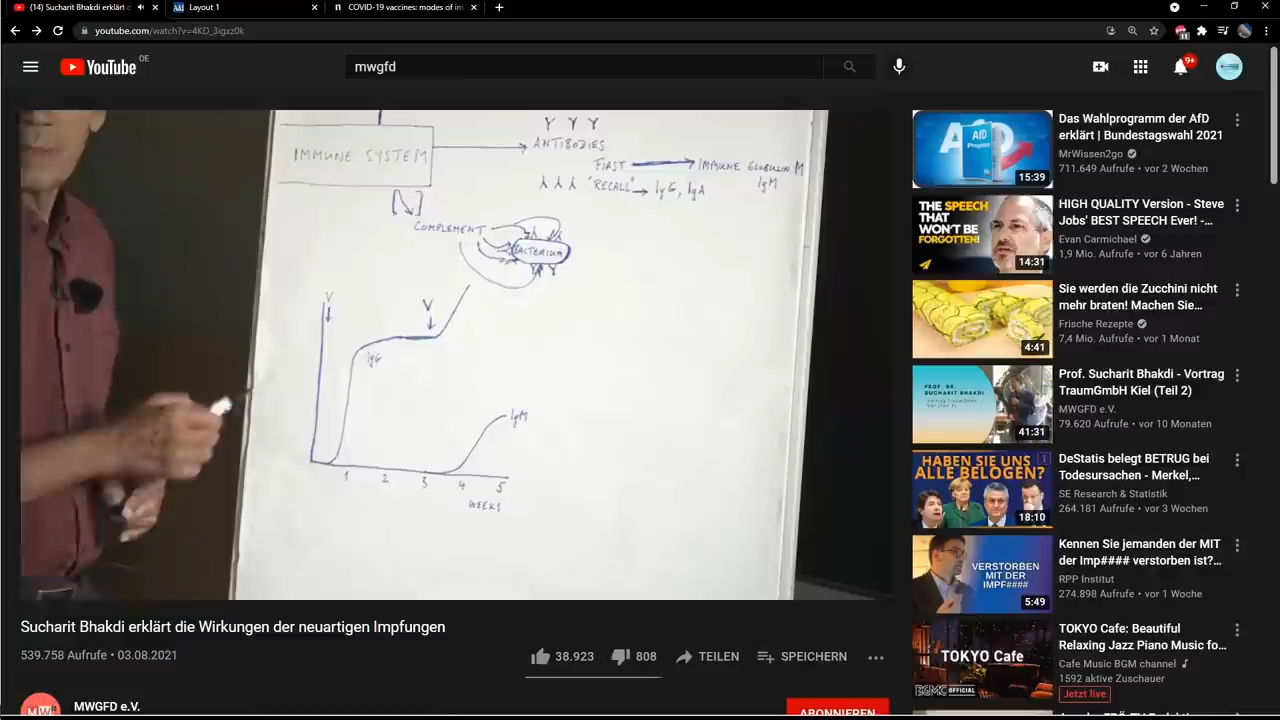 (14) Sucharit Bhakdi erklärt d
Layout 1
COVID-19 vaccines: modes of im
youtube.com/watch?v=4KD_3igxz0k
11
YouTube DE
mwgfd
9+
IMMUNE SYSTEM
ANTIBODIES
FIRST → IMMUNE GLOBULIN M
IgM
"RECALL" → IgG, IgA
COMPLEMENT
BACTERIUM
V
V
IgG
IgM
1 2 3 4 5
WEEKS
Sucharit Bhakdi erklärt die Wirkungen der neuartigen Impfungen
539.758 Aufrufe • 03.08.2021
38.923
808
TEILEN
SPEICHERN
MWGFD e.V.
ABONNIEREN
AfD
Programm
15:39
Das Wahlprogramm der AfD
erklärt | Bundestagswahl 2021
MrWissen2go
711.649 Aufrufe • vor 2 Wochen
THE SPEECH
THAT
WON'T BE
FORGOTTEN!
14:31
HIGH QUALITY Version - Steve
Jobs' BEST SPEECH Ever! -...
Evan Carmichael
1,9 Mio. Aufrufe • vor 6 Jahren
4:41
Sie werden die Zucchini nicht
mehr braten! Machen Sie...
Frische Rezepte
7,4 Mio. Aufrufe • vor 1 Monat
PROF. DR.
SUCHARIT BHAKDI
41:31
Prof. Sucharit Bhakdi - Vortrag
TraumGmbH Kiel (Teil 2)
MWGFD e.V.
79.620 Aufrufe • vor 10 Monaten
HABEN SIE UNS
ALLE BELOGEN?
18:10
DeStatis belegt BETRUG bei
Todesursachen - Merkel,...
SE Research & Statistik
264.181 Aufrufe • vor 3 Wochen
VERSTORBEN
MIT DER
IMPF####
5:49
Kennen Sie jemanden der MIT
der Imp#### verstorben ist?...
RPP Institut
274.898 Aufrufe • vor 1 Woche
TOKYO Cafe
BGMC OFFICIAL
TOKYO Cafe: Beautiful
Relaxing Jazz Piano Music fo...
Cafe Music BGM channel
1592 aktive Zuschauer
Jetzt live